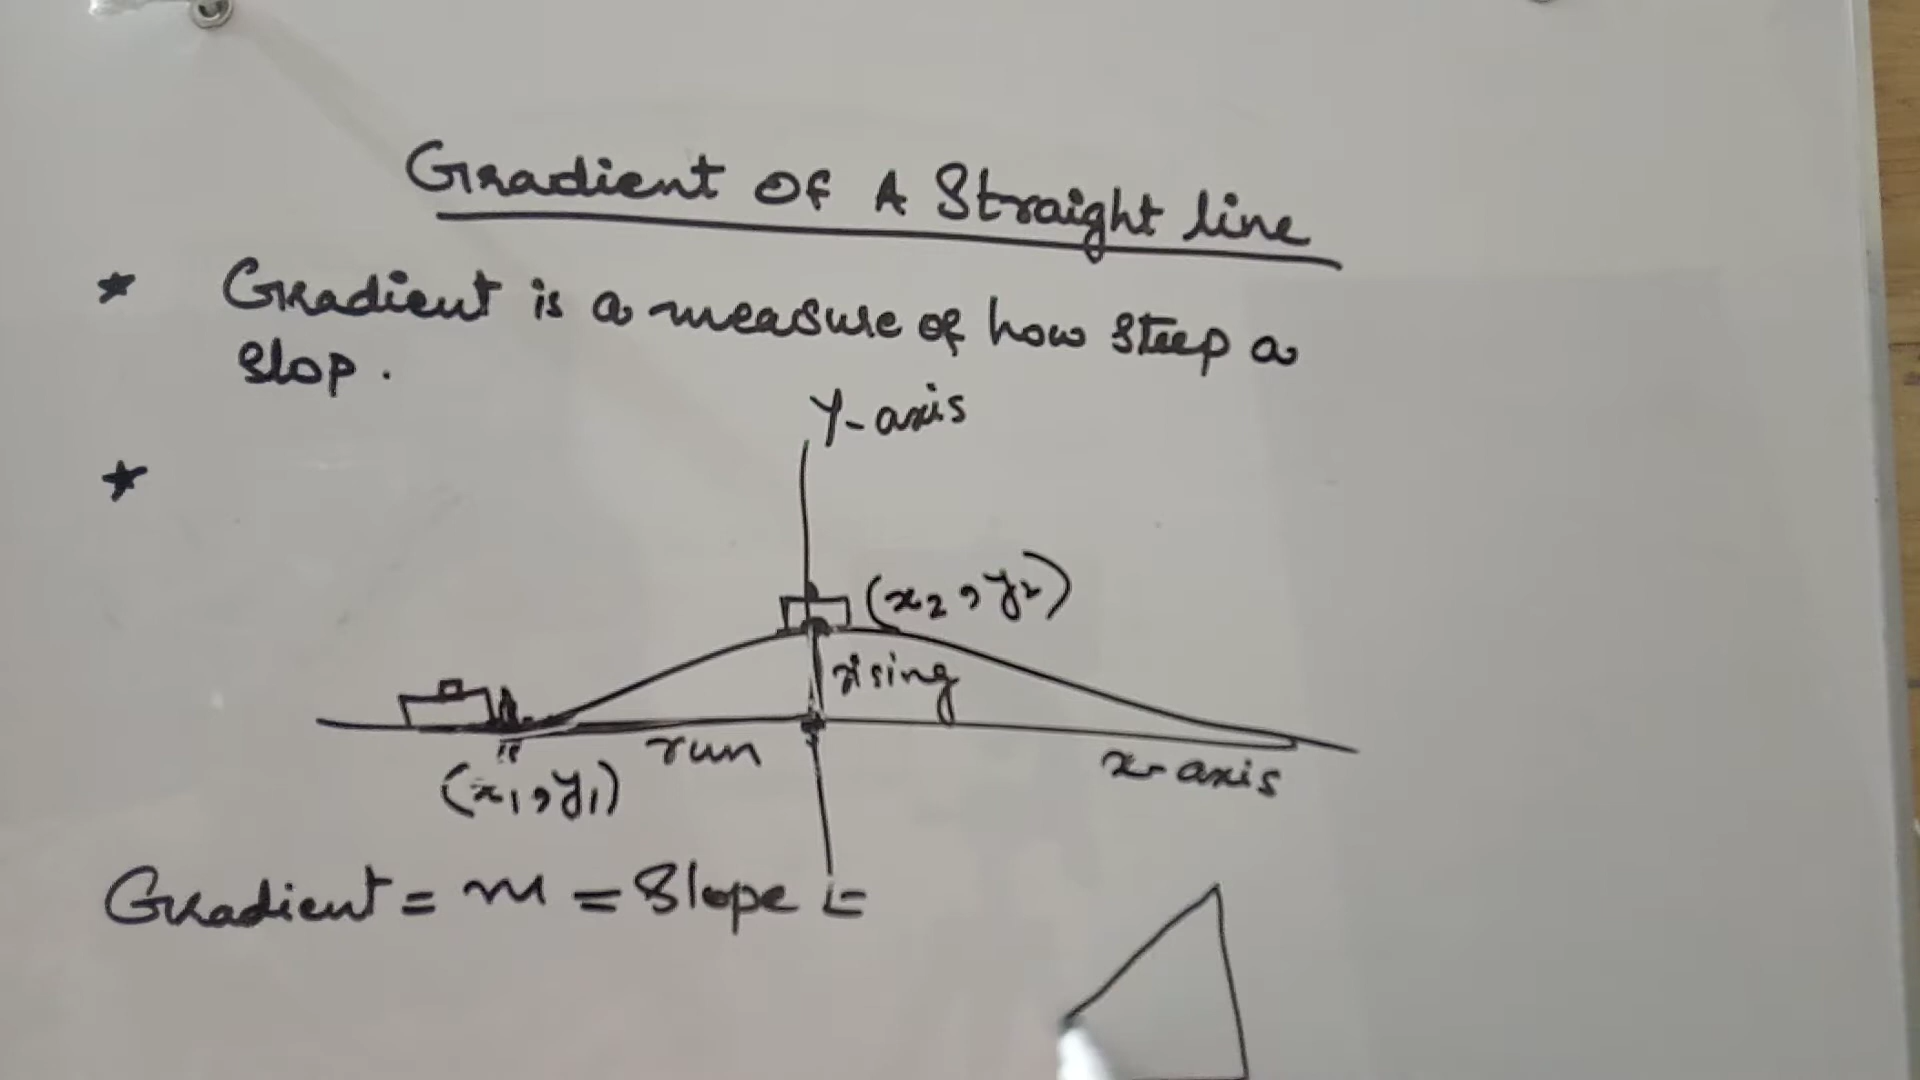 Gradient Of A Straight line
★ Gradient is a measure of how steep a
slop.
★
Y-axis
(x₂, y₂)
rising
run
x-axis
(x₁, y₁)
Gradient = m = Slope =